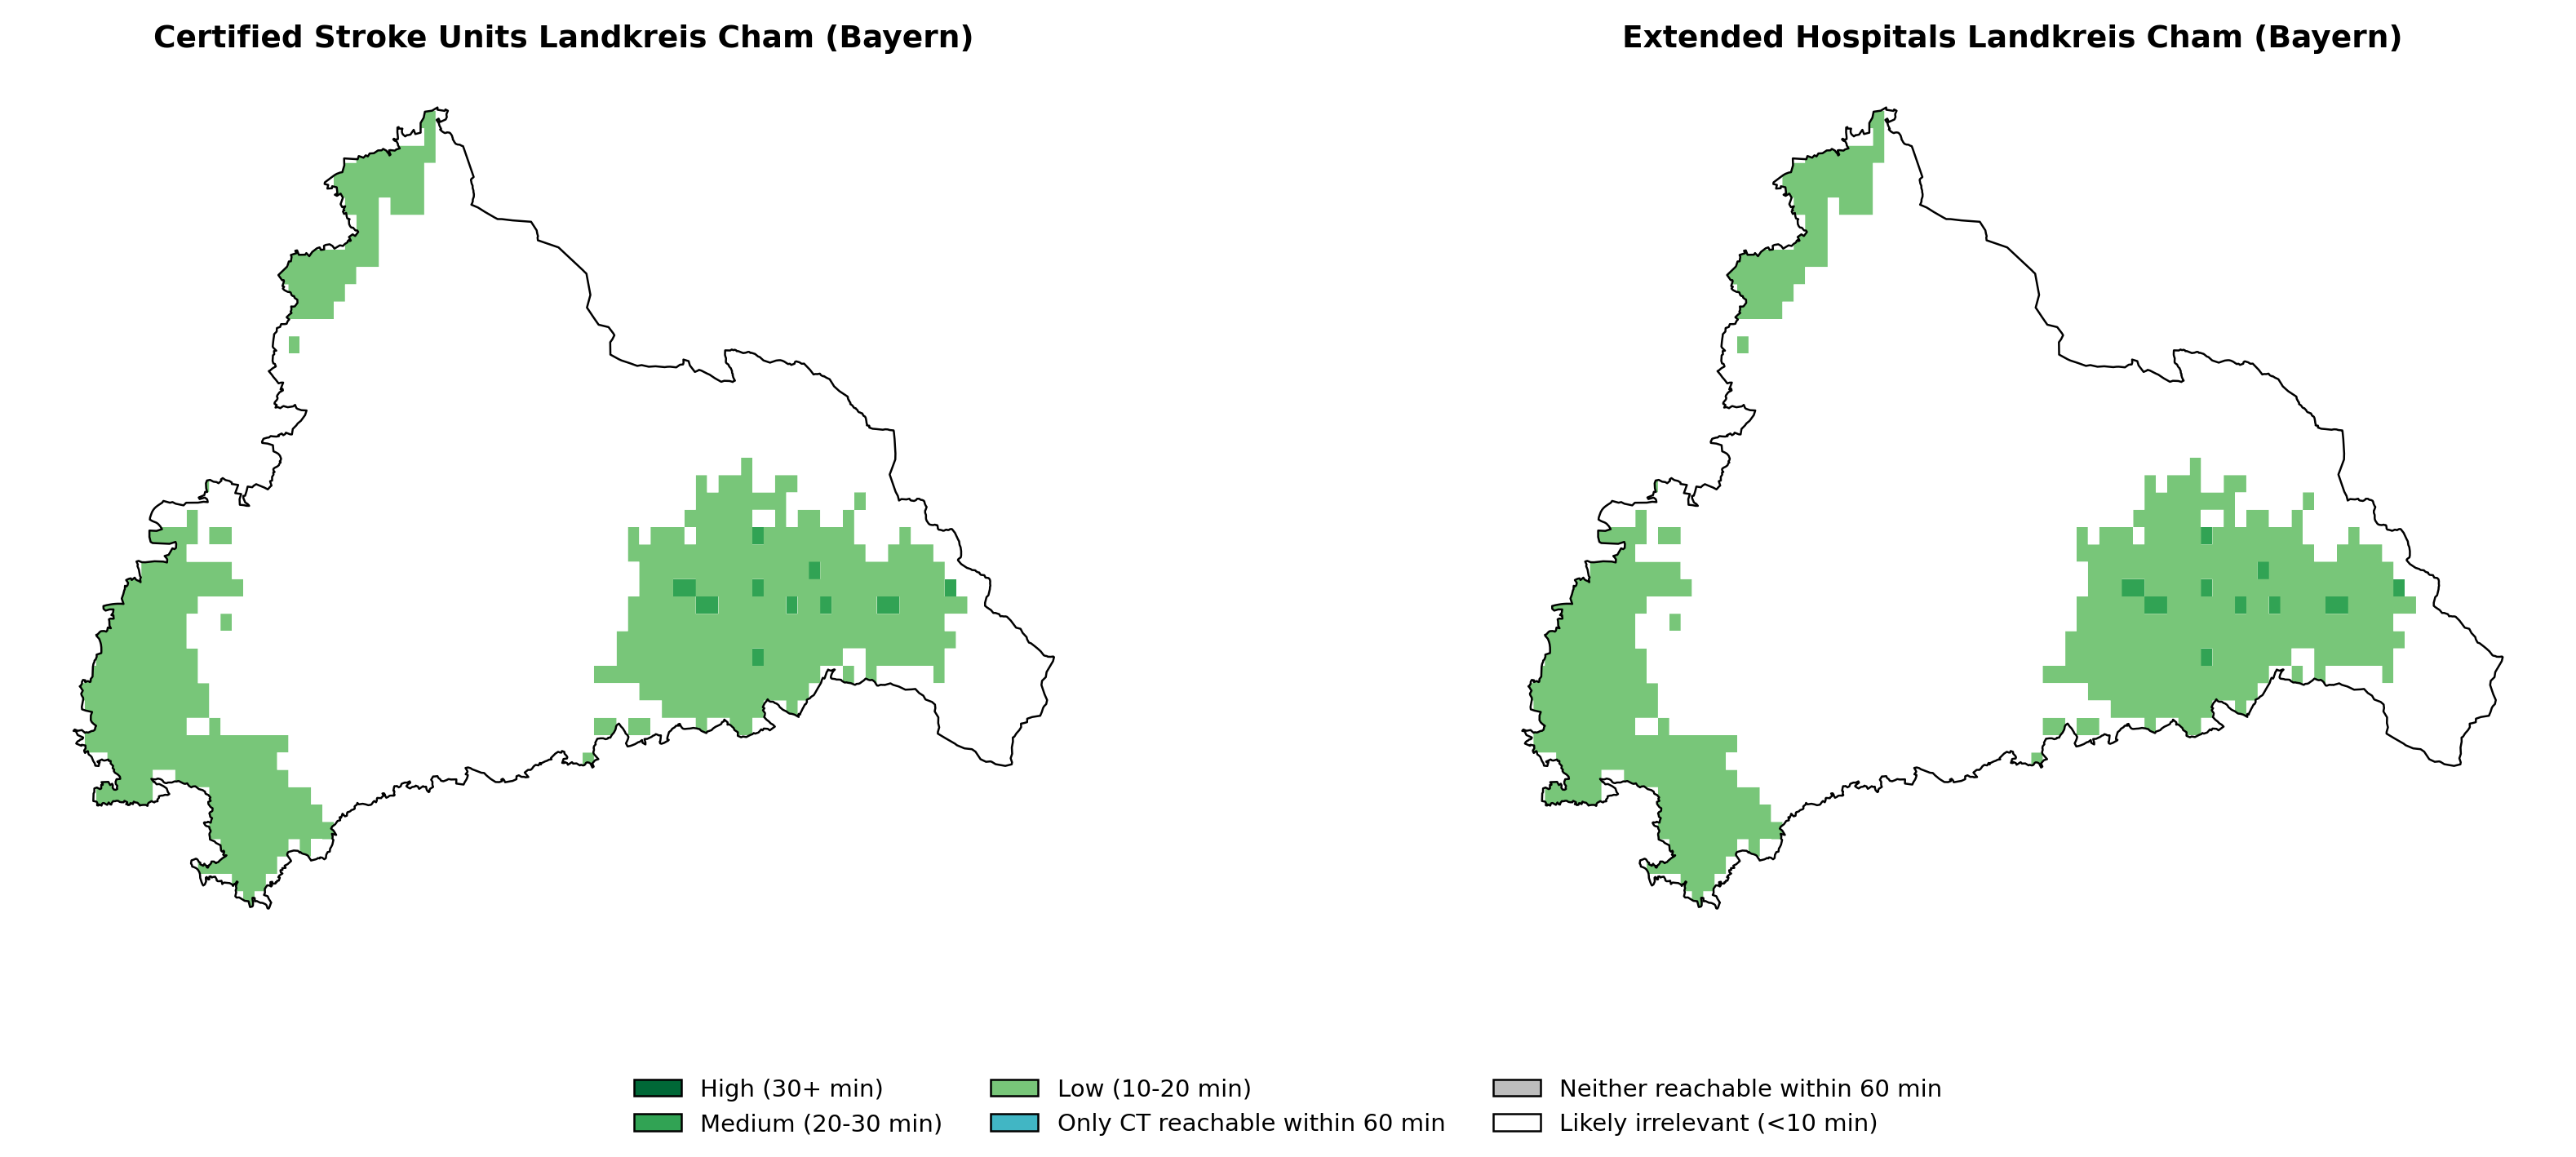 Certified Stroke Units Landkreis Cham (Bayern)
Extended Hospitals Landkreis Cham (Bayern)
High (30+ min)
Medium (20-30 min)
Low (10-20 min)
Only CT reachable within 60 min
Neither reachable within 60 min
Likely irrelevant (<10 min)